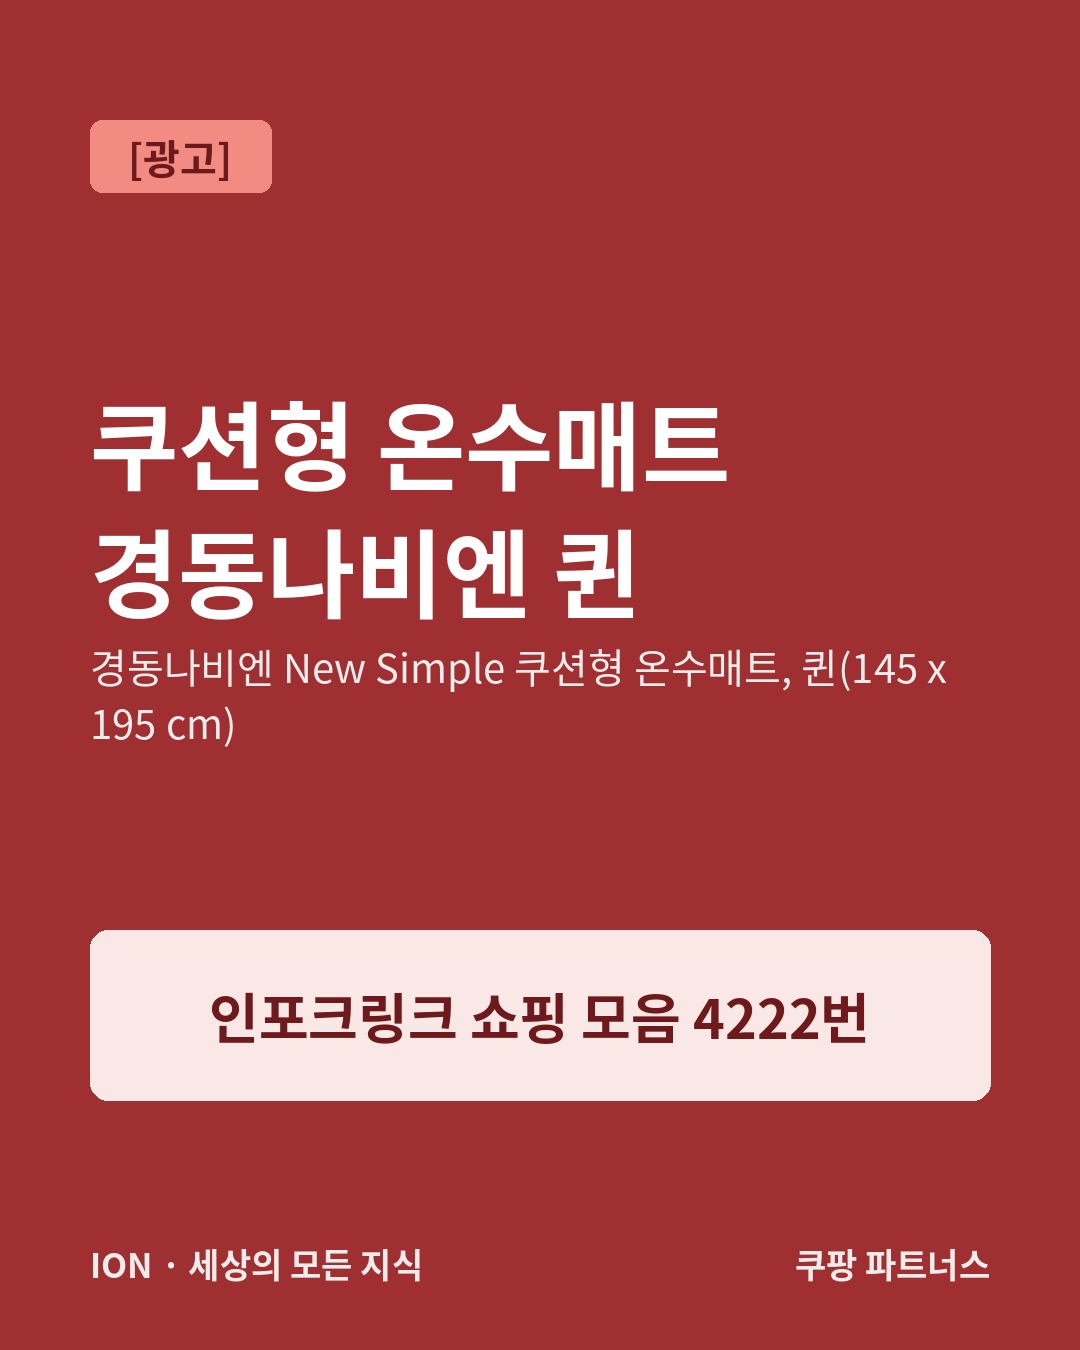 [광고]
쿠션형 온수매트
경동나비엔 퀸
경동나비엔 New Simple 쿠션형 온수매트, 퀸(145 x
195 cm)
인포크링크 쇼핑 모음 4222번
ION · 세상의 모든 지식
쿠팡 파트너스